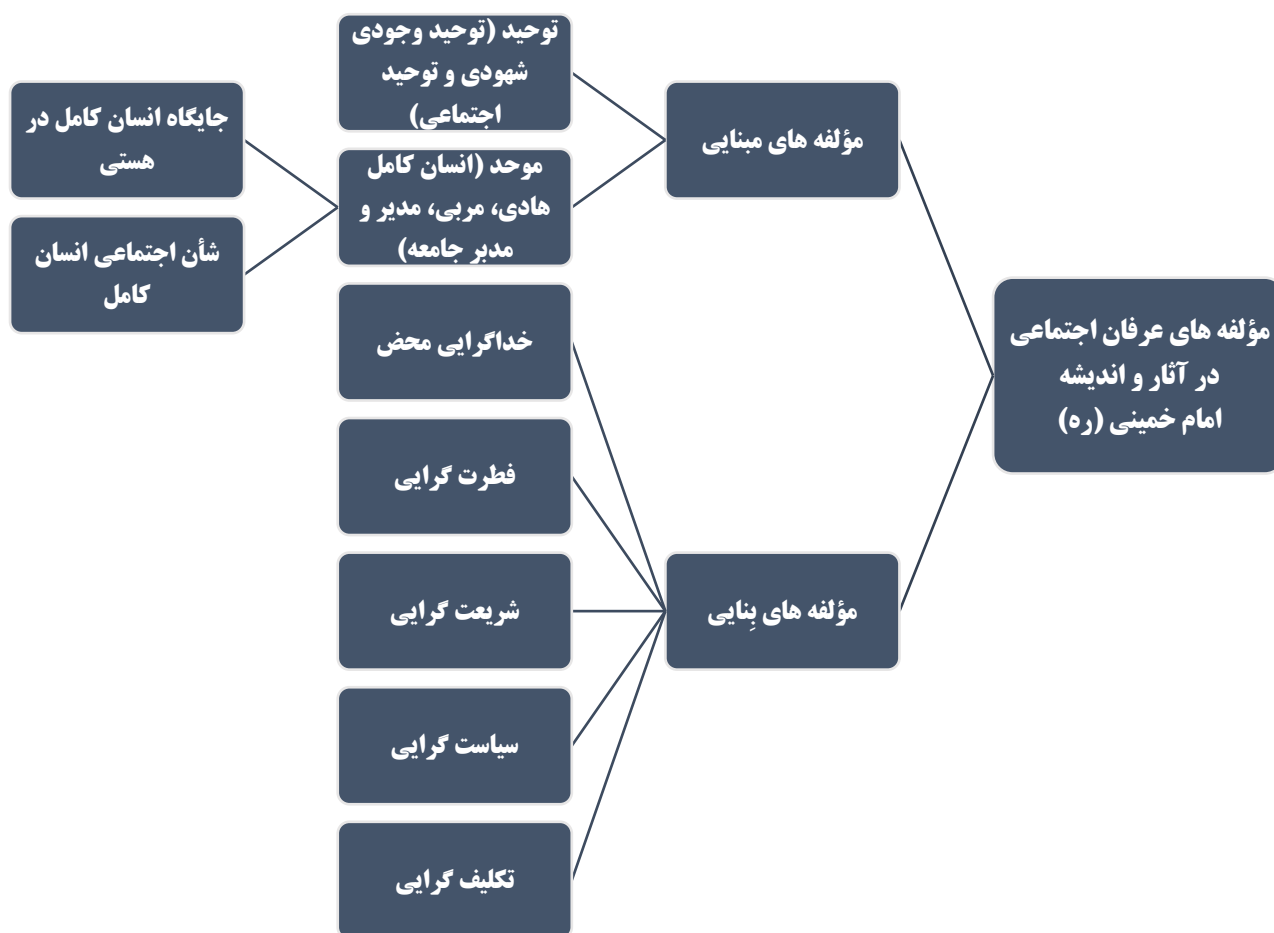 مؤلفه های عرفان اجتماعی
در آثار و اندیشه
امام خمینی (ره)
مؤلفه های مبنایی
توحید (توحید وجودی
شهودی و توحید
اجتماعی)
موحد (انسان کامل
هادی، مربی، مدیر و
مدبر جامعه)
جایگاه انسان کامل در
هستی
شأن اجتماعی انسان
کامل
مؤلفه های بِنایی
خداگرایی محض
فطرت گرایی
شریعت گرایی
سیاست گرایی
تکلیف گرایی